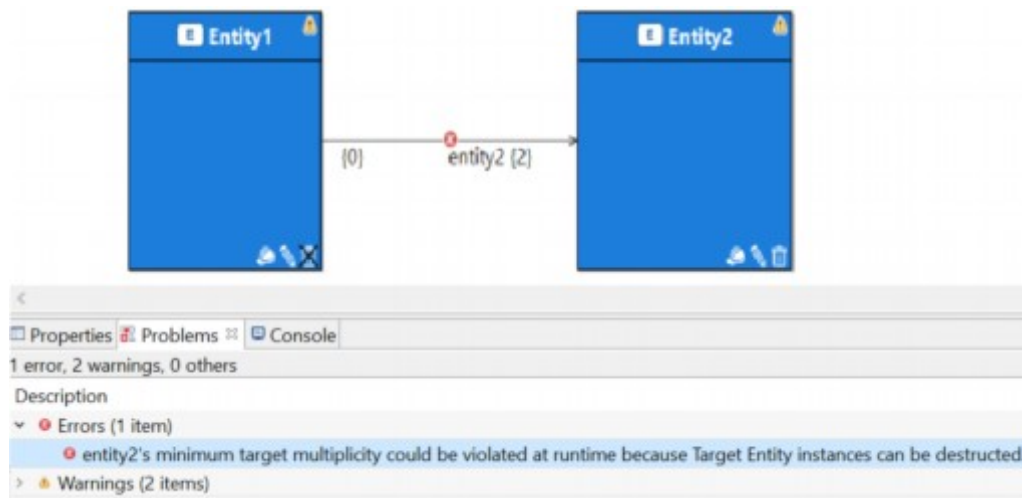 E Entity1
E Entity2
{0}
entity2 {2}
Properties Problems Console
1 error, 2 warnings, 0 others
Description
Errors (1 item)
entity2's minimum target multiplicity could be violated at runtime because Target Entity instances can be destructed
Warnings (2 items)